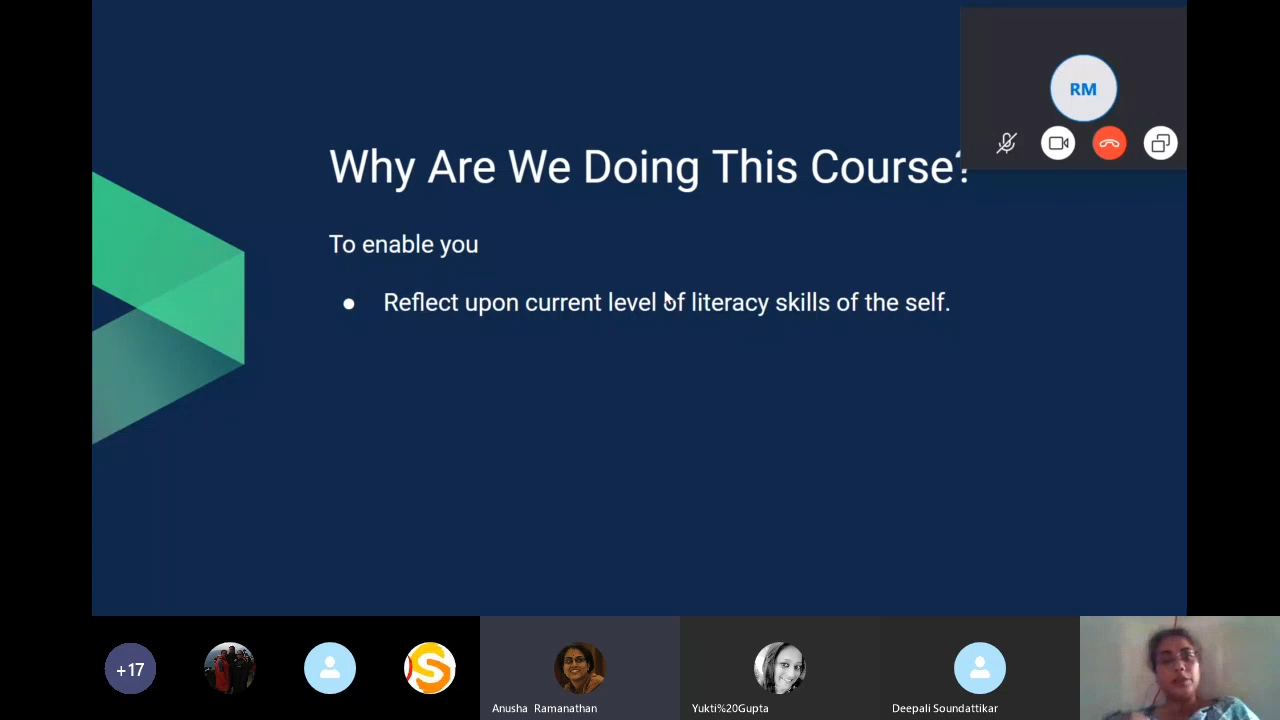 RM
Why Are We Doing This Course?
To enable you
● Reflect upon current level of literacy skills of the self.
+17
S
Anusha Ramanathan
Yukti%20Gupta
Deepali Soundattikar